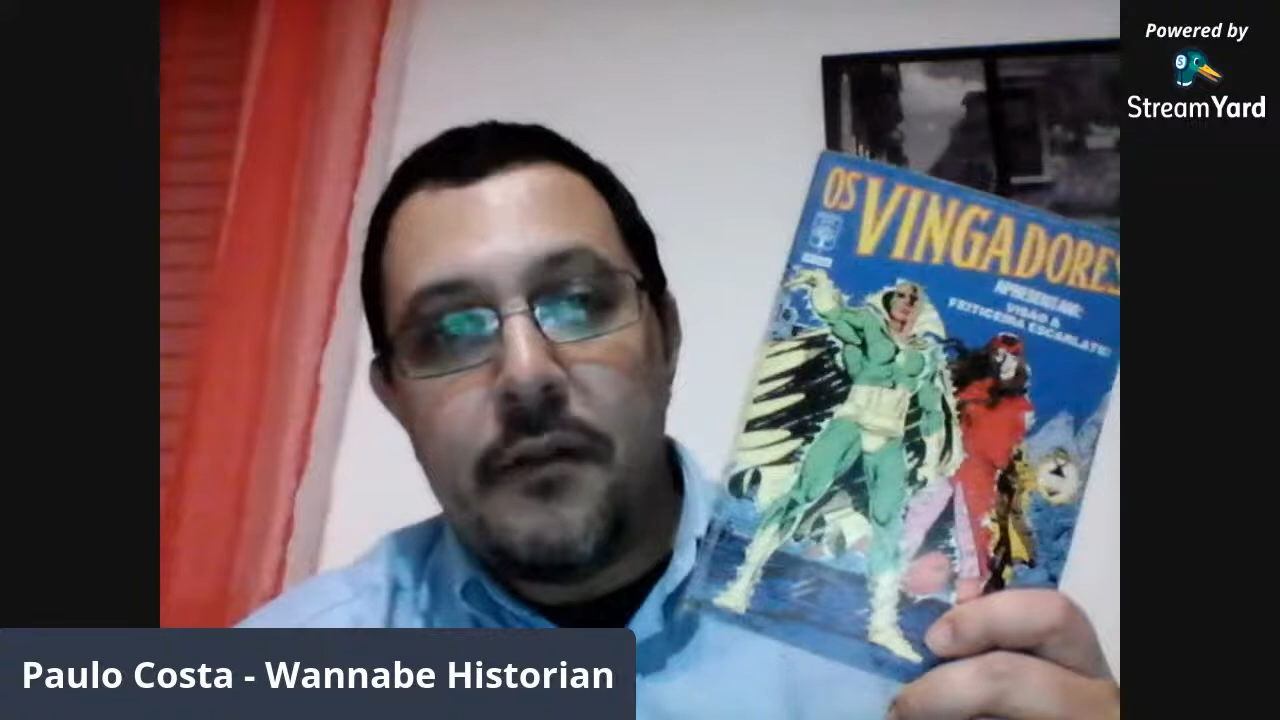 Powered by
StreamYard
OS VINGADORES
APRESENTAM:
VISÃO &
FEITICEIRA ESCARLATE!
Paulo Costa - Wannabe Historian